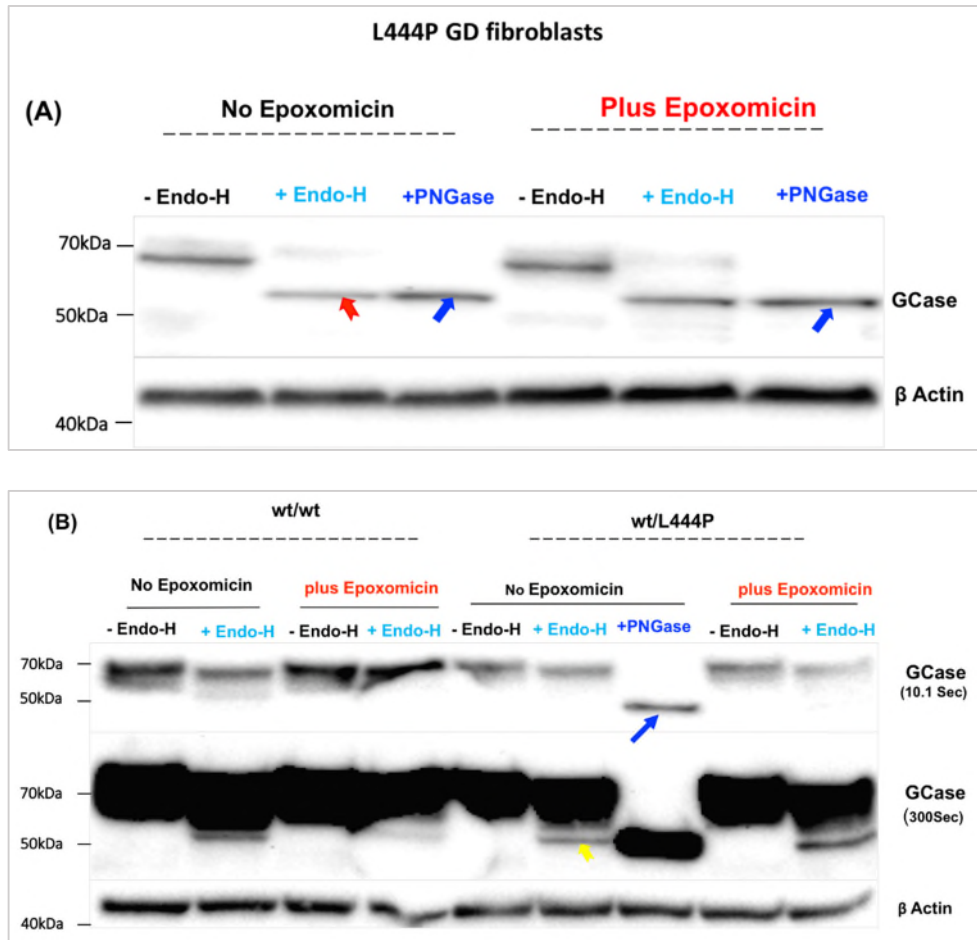 L444P GD fibroblasts
(A)
No Epoxomicin
Plus Epoxomicin
- Endo-H + Endo-H +PNGase - Endo-H + Endo-H +PNGase
70kDa
50kDa
GCase
40kDa
β Actin
(B)
wt/wt
wt/L444P
No Epoxomicin plus Epoxomicin No Epoxomicin plus Epoxomicin
- Endo-H + Endo-H - Endo-H + Endo-H - Endo-H + Endo-H +PNGase - Endo-H + Endo-H
70kDa
50kDa
GCase
(10.1 Sec)
70kDa
50kDa
GCase
(300Sec)
40kDa
β Actin